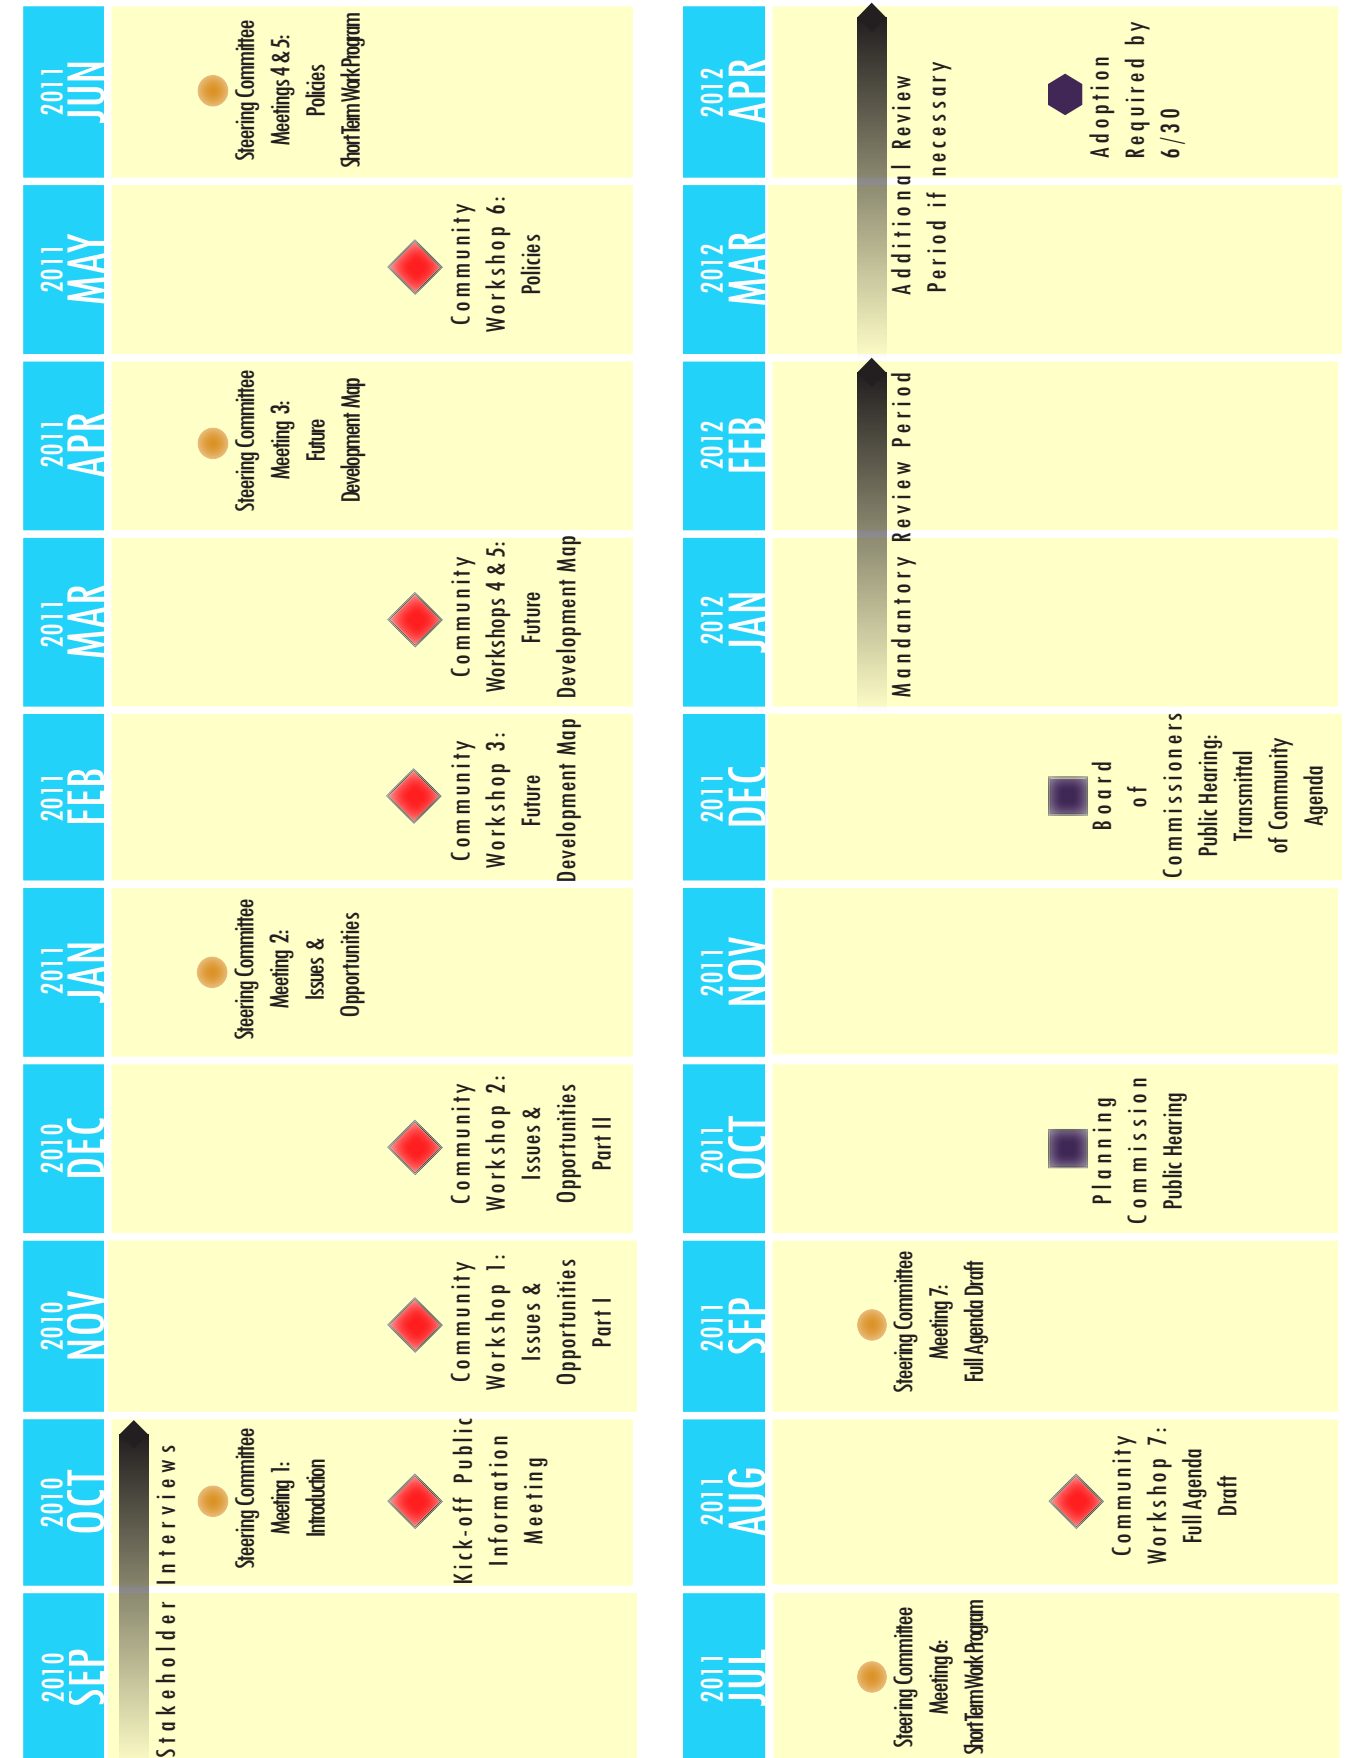 2010
SEP
Stakeholder Interviews
2010
OCT
Steering Committee
Meeting 1:
Introduction
Kick-off Public
Information
Meeting
2010
NOV
Community
Workshop 1:
Issues &
Opportunities
Part I
2010
DEC
Community
Workshop 2:
Issues &
Opportunities
Part II
2011
JAN
Steering Committee
Meeting 2:
Issues &
Opportunities
2011
FEB
Community
Workshop 3:
Future
Development Map
2011
MAR
Community
Workshops 4 & 5:
Future
Development Map
2011
APR
Steering Committee
Meeting 3:
Future
Development Map
2011
MAY
Community
Workshop 6:
Policies
2011
JUN
Steering Committee
Meetings 4 & 5:
Policies
Short Term Work Program
2011
JUL
Steering Committee
Meeting 6:
Short Term Work Program
2011
AUG
Community
Workshop 7:
Full Agenda
Draft
2011
SEP
Steering Committee
Meeting 7:
Full Agenda Draft
2011
OCT
Planning
Commission
Public Hearing
2011
NOV
2011
DEC
Board
of
Commissioners
Public Hearing:
Transmittal
of Community
Agenda
2012
JAN
Mandantory Review Period
2012
FEB
2012
MAR
Additional Review
Period if necessary
2012
APR
Adoption
Required by
6/30